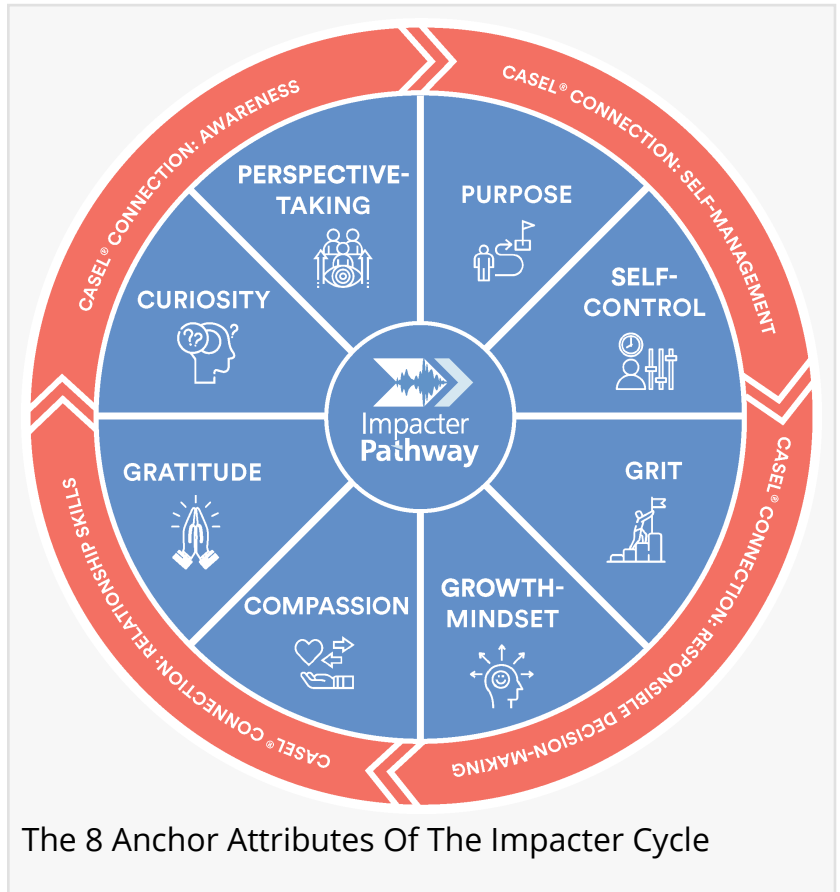 CASEL® CONNECTION: AWARENESS
CASEL® CONNECTION: SELF-MANAGEMENT
PERSPECTIVE-
TAKING
PURPOSE
SELF-
CONTROL
CURIOSITY
??
?
Impacter
Pathway
GRATITUDE
GRIT
COMPASSION
GROWTH-
MINDSET
CASEL® CONNECTION: RELATIONSHIP SKILLS
CASEL® CONNECTION: RESPONSIBLE DECISION-MAKING
The 8 Anchor Attributes Of The Impacter Cycle